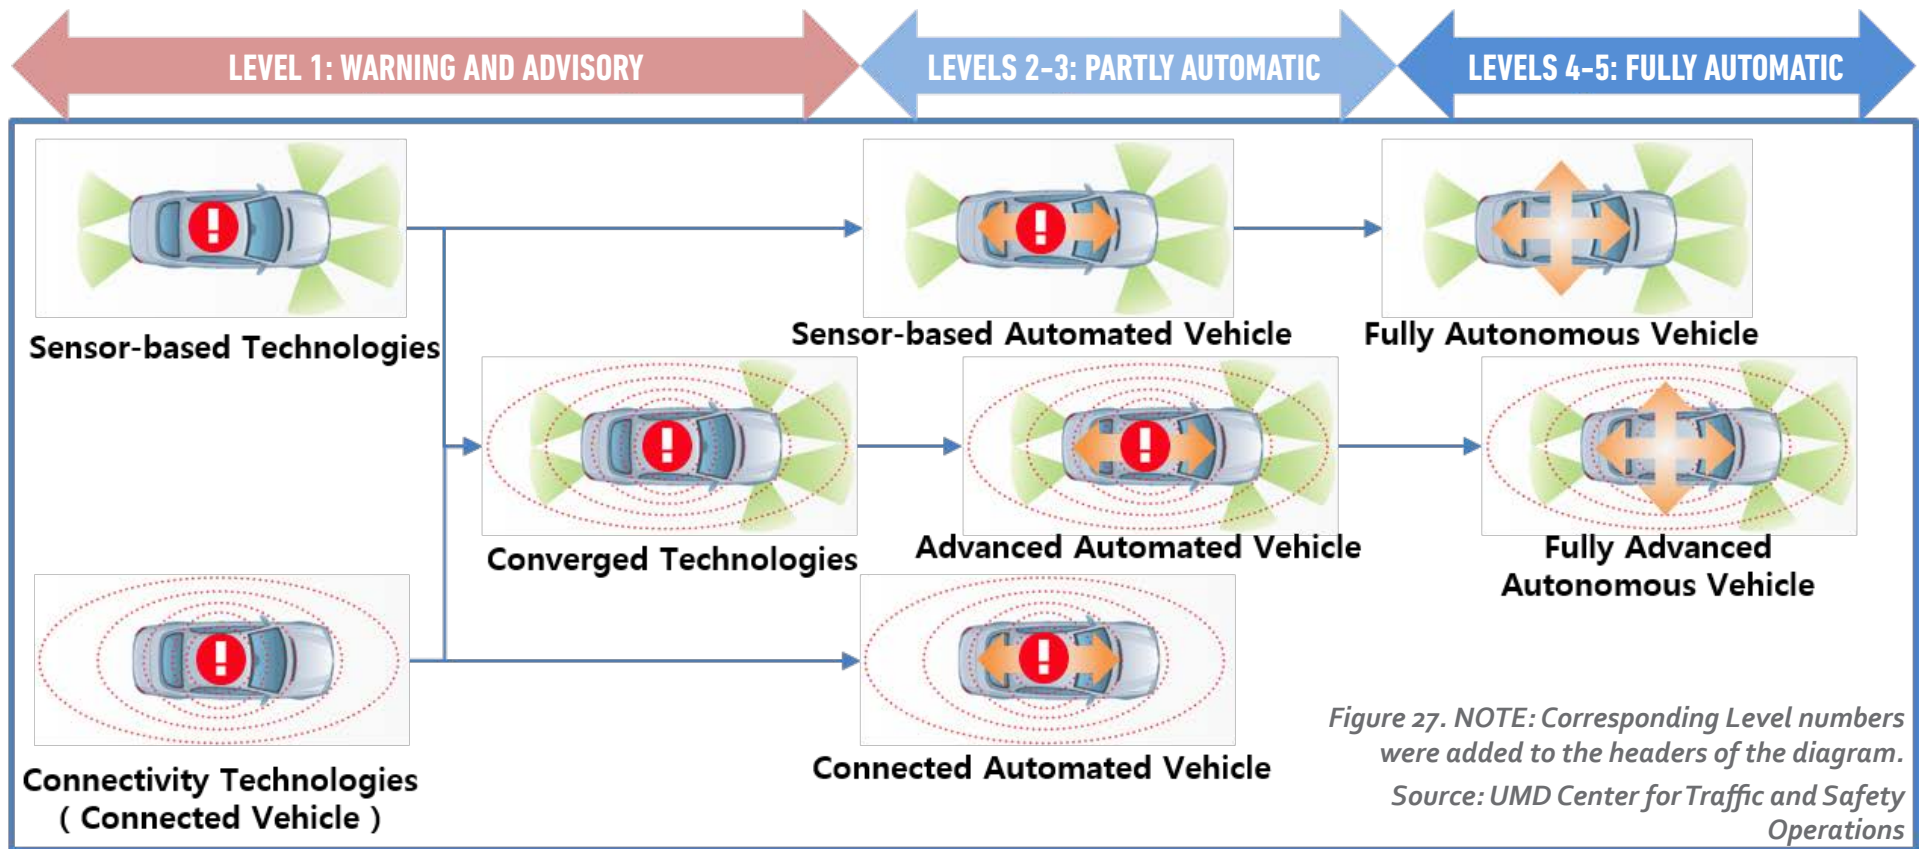 LEVEL 1: WARNING AND ADVISORY
LEVELS 2-3: PARTLY AUTOMATIC
LEVELS 4-5: FULLY AUTOMATIC
Sensor-based Technologies
Sensor-based Automated Vehicle
Fully Autonomous Vehicle
Converged Technologies
Advanced Automated Vehicle
Fully Advanced
Autonomous Vehicle
Connectivity Technologies
( Connected Vehicle )
Connected Automated Vehicle
Figure 27. NOTE: Corresponding Level numbers
were added to the headers of the diagram.
Source: UMD Center for Traffic and Safety
Operations